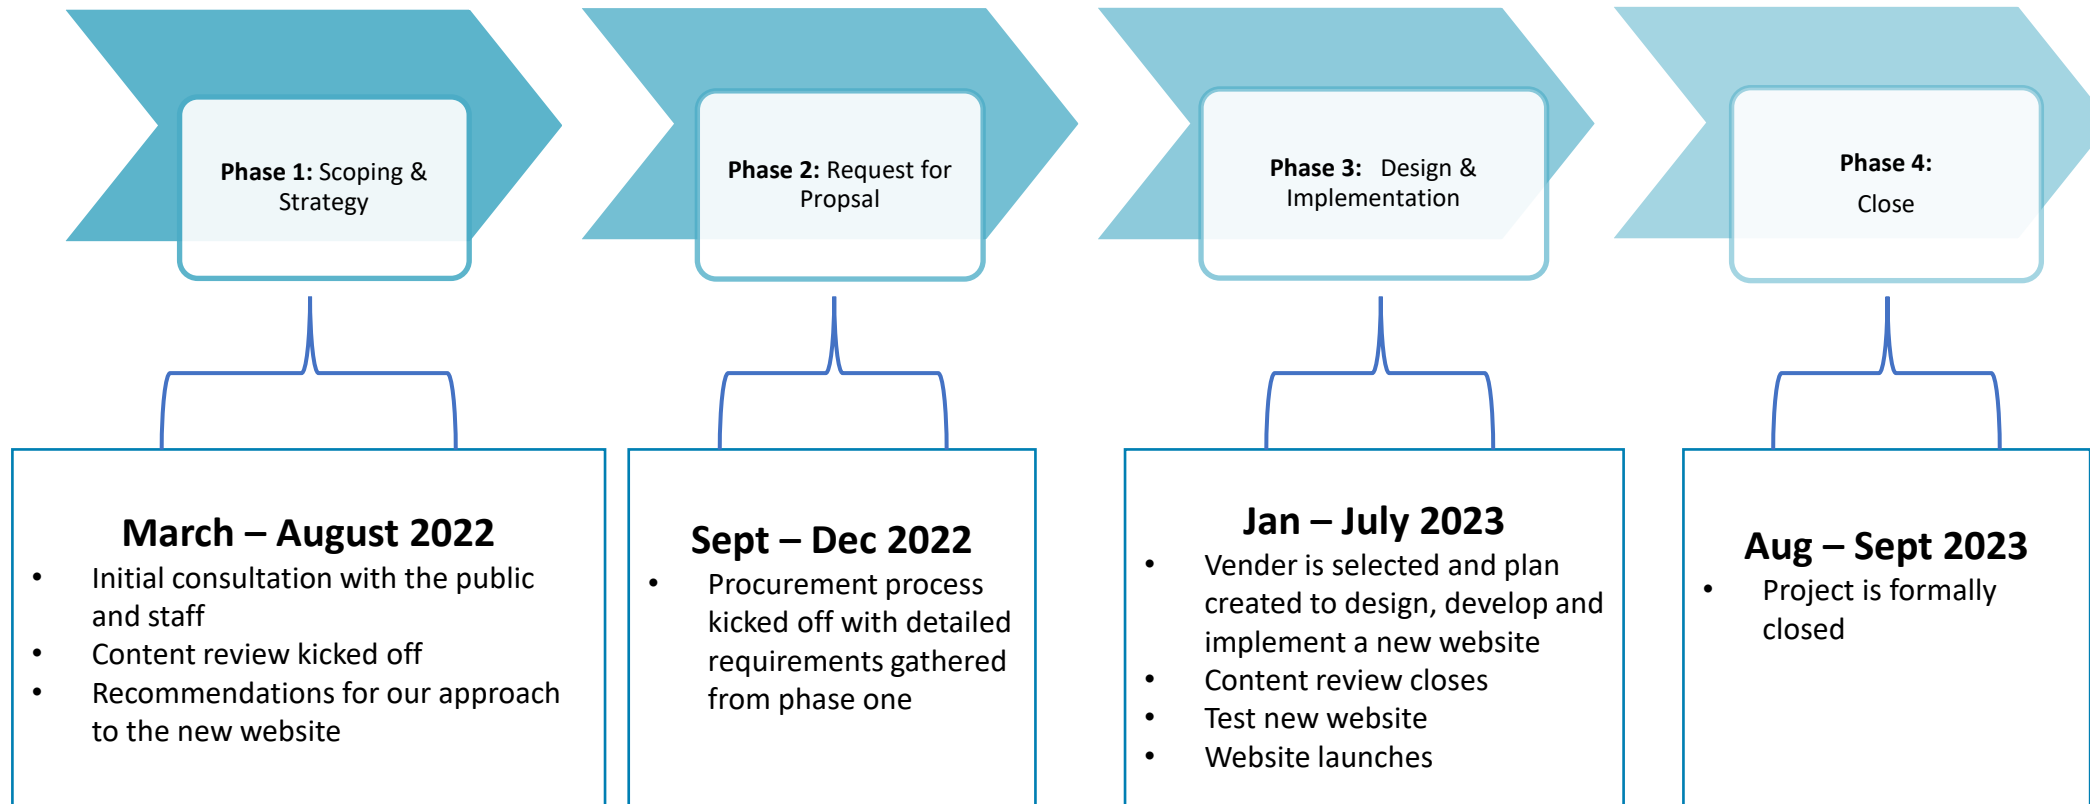 Phase 1: Scoping &
Strategy
Phase 2: Request for
Propsal
Phase 3: Design &
Implementation
Phase 4:
Close
March – August 2022
• Initial consultation with the public
and staff
• Content review kicked off
• Recommendations for our approach
to the new website
Sept – Dec 2022
• Procurement process
kicked off with detailed
requirements gathered
from phase one
Jan – July 2023
• Vender is selected and plan
created to design, develop and
implement a new website
• Content review closes
• Test new website
• Website launches
Aug – Sept 2023
• Project is formally
closed